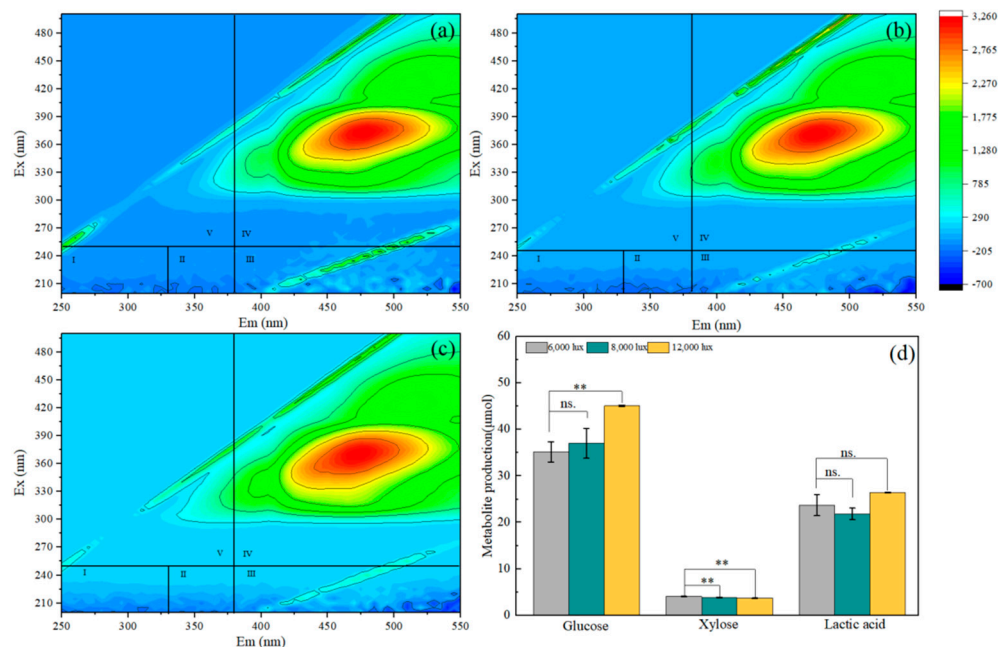 (a)
Ex (nm)
480
450
420
390
360
330
300
270
240
210
V IV
I II III
250 300 350 400 450 500 550
Em (nm)
(b)
Ex (nm)
480
450
420
390
360
330
300
270
240
210
V IV
I II III
250 300 350 400 450 500 550
Em (nm)
3,260
2,765
2,270
1,775
1,280
785
290
-205
-700
(c)
Ex (nm)
480
450
420
390
360
330
300
270
240
210
V IV
I II III
250 300 350 400 450 500 550
Em (nm)
(d)
Metabolite production(μmol)
60
50
40
30
20
10
0
6,000 lux 8,000 lux 12,000 lux
**
ns.
**
**
ns.
ns.
Glucose Xylose Lactic acid